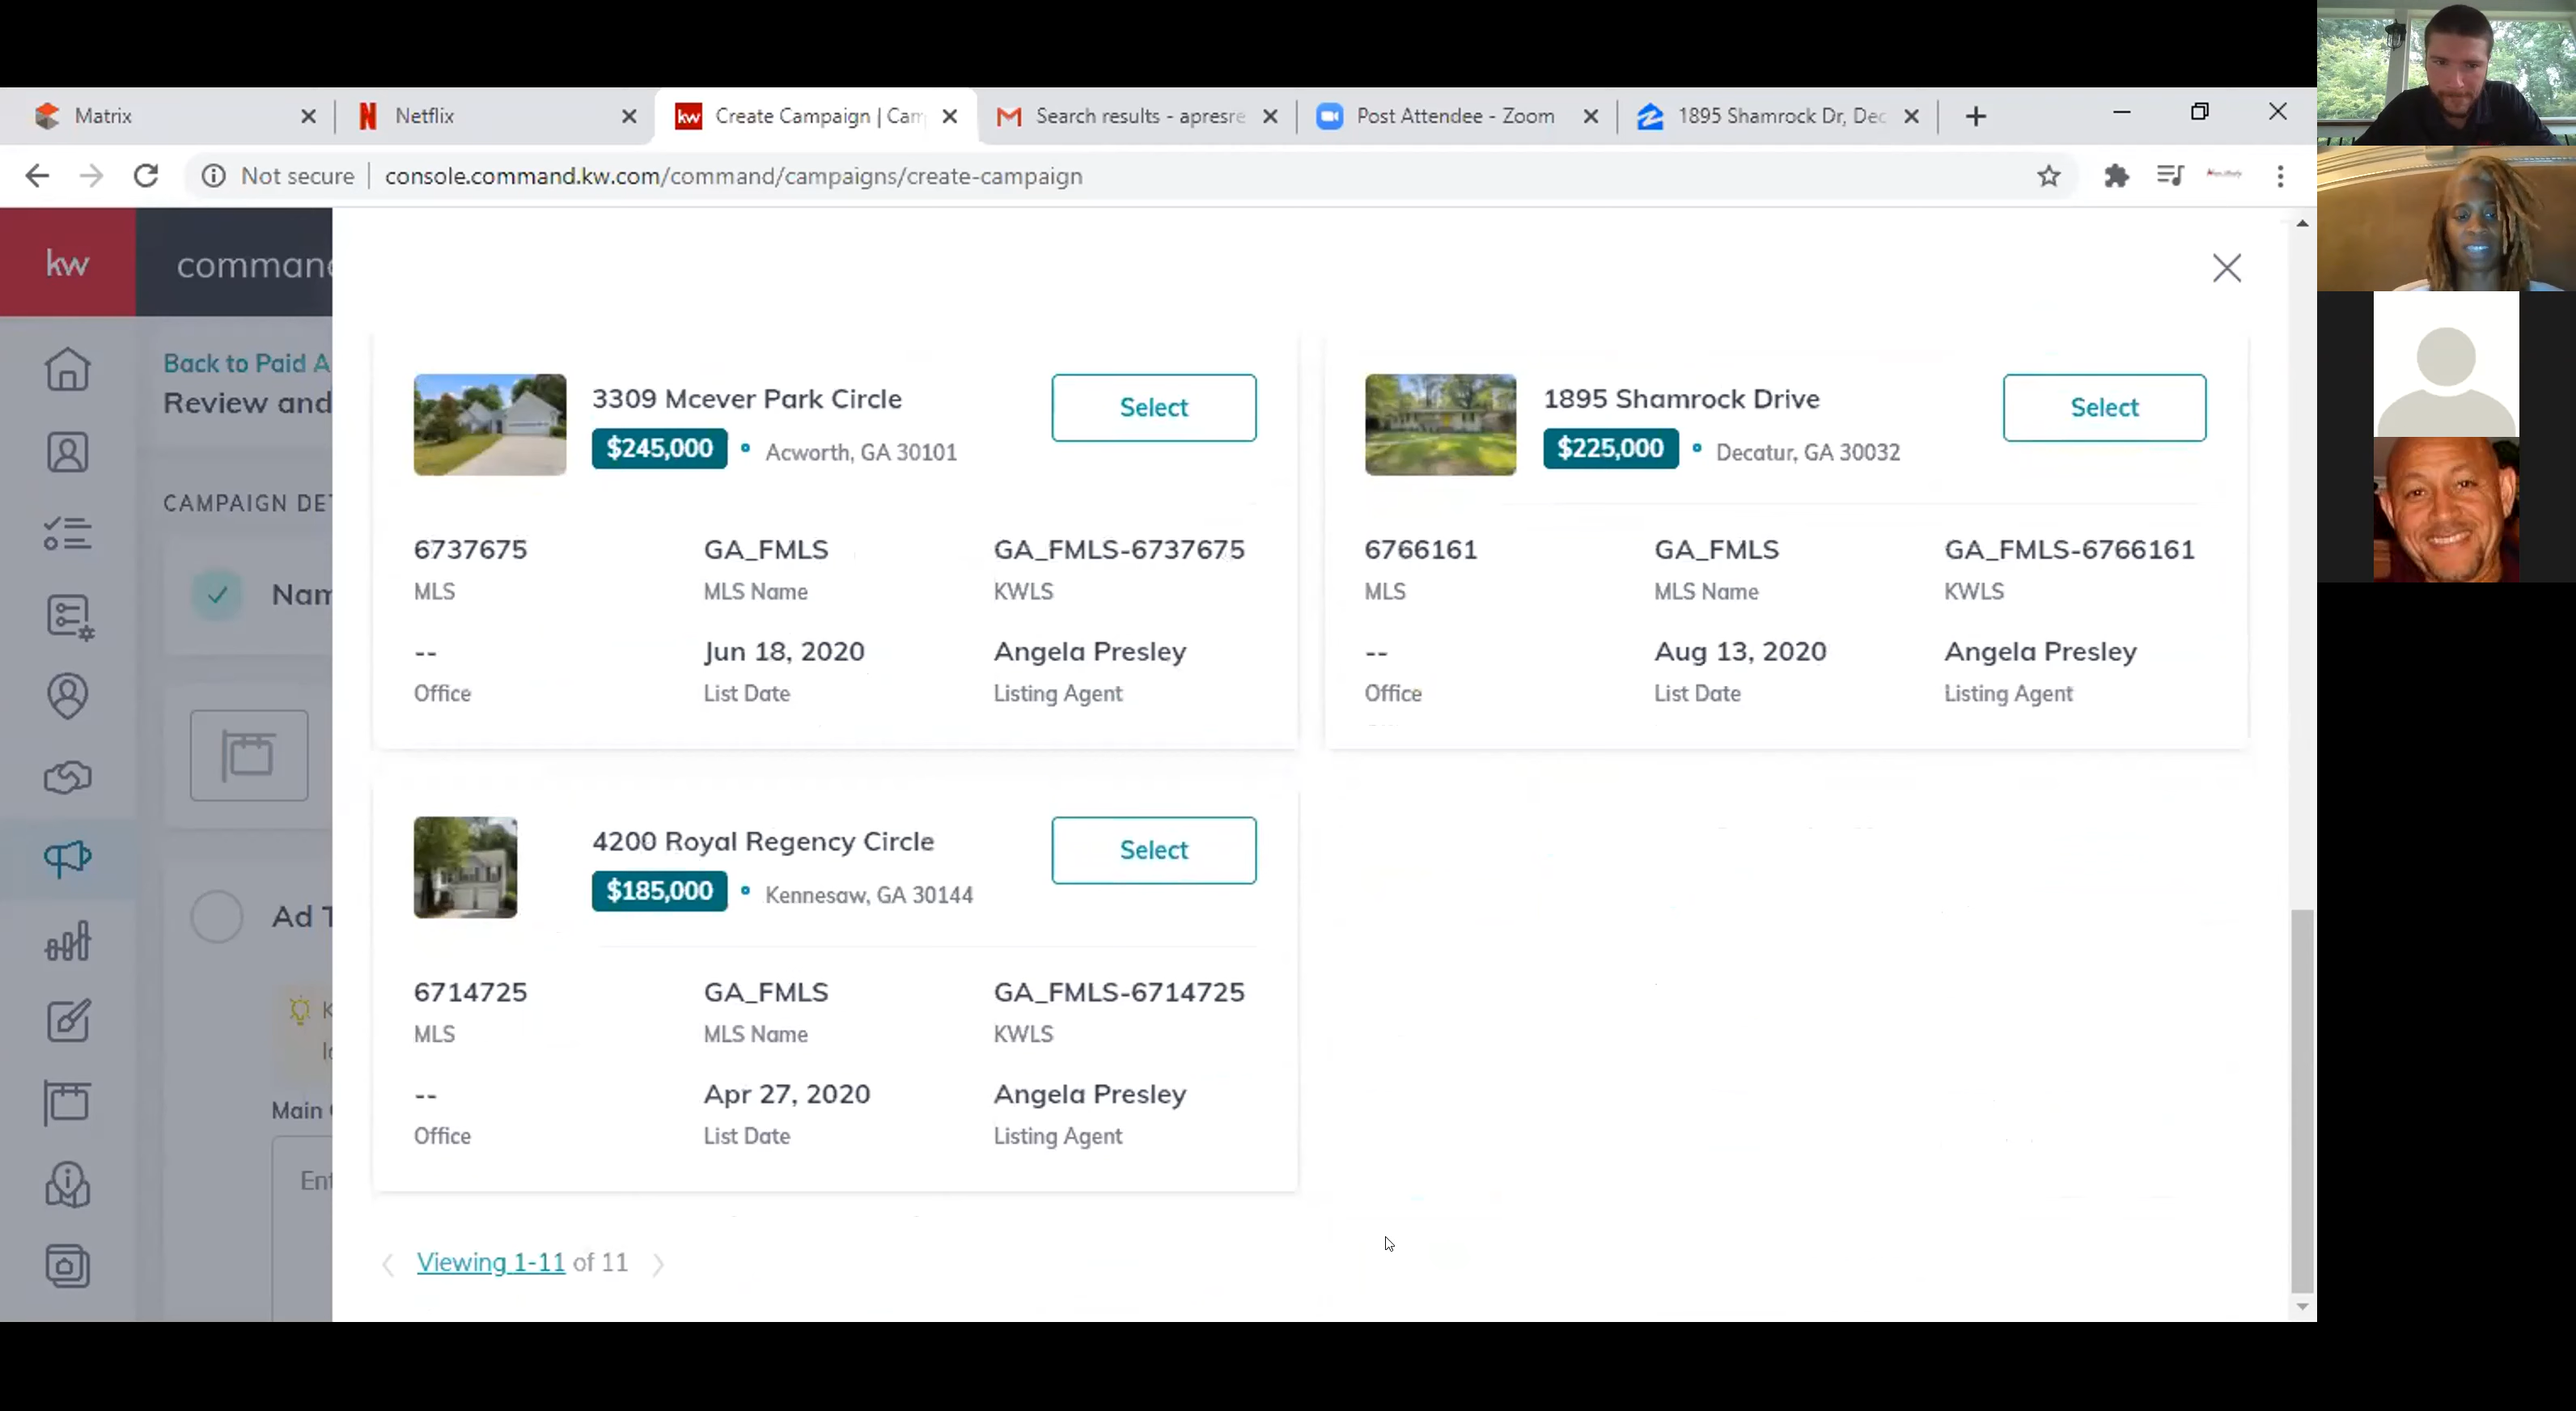 Matrix
Netflix
Create Campaign | Cam
Search results - apresre
Post Attendee - Zoom
1895 Shamrock Dr, Dec
Not secure
console.command.kw.com/command/campaigns/create-campaign
kw
command
Back to Paid A
Review and
CAMPAIGN DET
Nam
Ad T
K
lo
Main
Ent
3309 Mcever Park Circle
Select
$245,000
Acworth, GA 30101
6737675
GA_FMLS
GA_FMLS-6737675
MLS
MLS Name
KWLS
--
Jun 18, 2020
Angela Presley
Office
List Date
Listing Agent
1895 Shamrock Drive
Select
$225,000
Decatur, GA 30032
6766161
GA_FMLS
GA_FMLS-6766161
MLS
MLS Name
KWLS
--
Aug 13, 2020
Angela Presley
Office
List Date
Listing Agent
4200 Royal Regency Circle
Select
$185,000
Kennesaw, GA 30144
6714725
GA_FMLS
GA_FMLS-6714725
MLS
MLS Name
KWLS
--
Apr 27, 2020
Angela Presley
Office
List Date
Listing Agent
Viewing 1-11 of 11